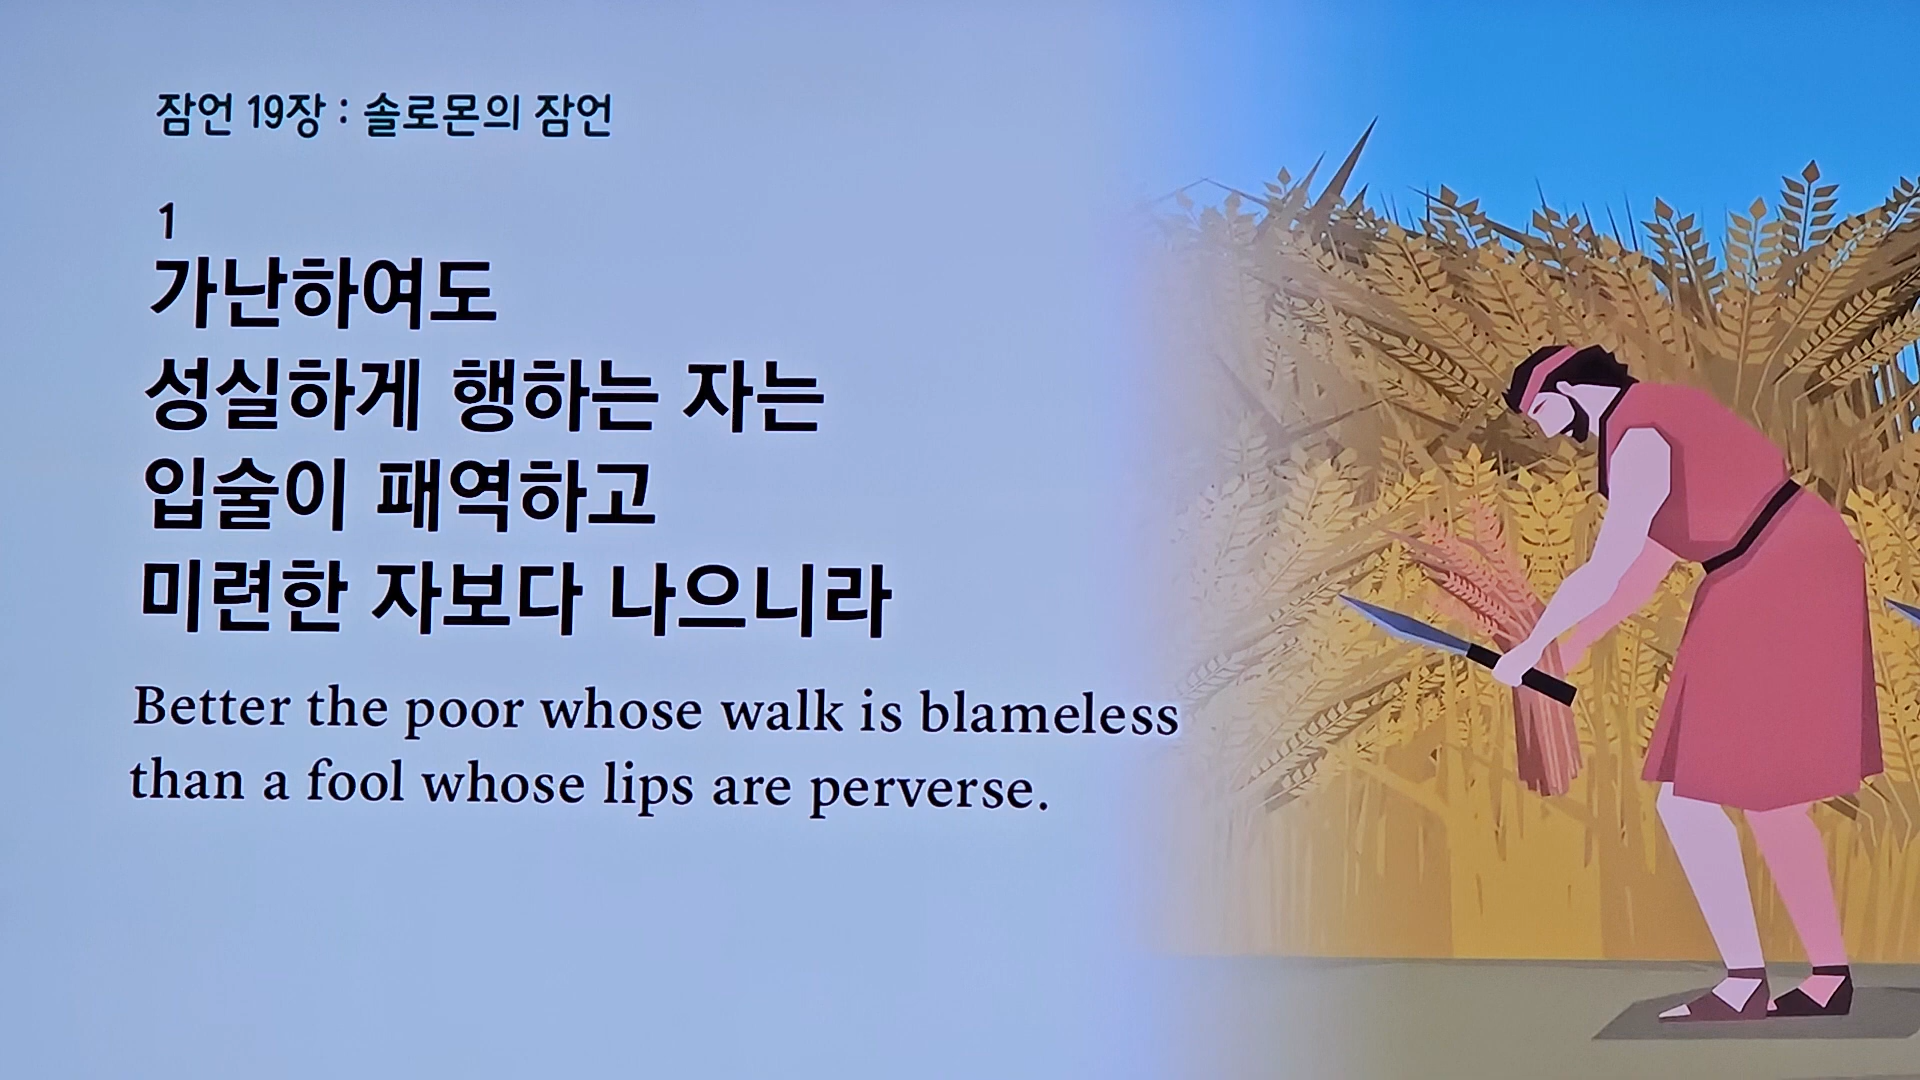 잠언 19장 : 솔로몬의 잠언
1
가난하여도
성실하게 행하는 자는
입술이 패역하고
미련한 자보다 나으니라
Better the poor whose walk is blameless
than a fool whose lips are perverse.